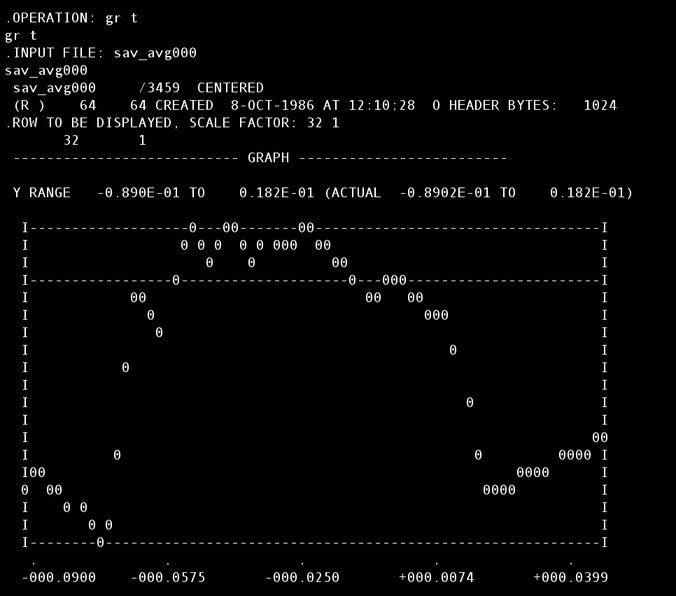 .OPERATION: gr t
gr t
.INPUT FILE: sav_avg000
sav_avg000
 sav_avg000     /3459  CENTERED
 (R )    64    64 CREATED  8-OCT-1986 AT 12:10:28  O HEADER BYTES:   1024
.ROW TO BE DISPLAYED, SCALE FACTOR: 32 1
       32       1
 -------------------------- GRAPH ------------------------

 Y RANGE   -0.890E-01 TO    0.182E-01 (ACTUAL  -0.8902E-01 TO    0.182E-01)

  I-------------------0---00-------00----------------------------------I
  I                  0 0 0  0 0 000  00                                I
  I                     0    0         00                              I
  I-----------------0--------------------0---000-----------------------I
  I            00                          00   00                     I
  I              0                                000                  I
  I               0                                                    I
  I                                                  0                 I
  I           0                                                        I
  I                                                                    I
  I                                                    0               I
  I                                                                    I
  I                                                                   00
  I          0                                          0         0000 I
  I00                                                        0000      I
  0  00                                                  0000          I
  I    0 0                                                             I
  I       0 0                                                          I
  I--------0-----------------------------------------------------------I
   .               .               .               .               .
  -000.0900    -000.0575       -000.0250       +000.0074       +000.0399